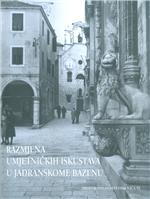 RAZMJENA
UMJETNIČKIH ISKUSTAVA
U JADRANSKOME BAZENU